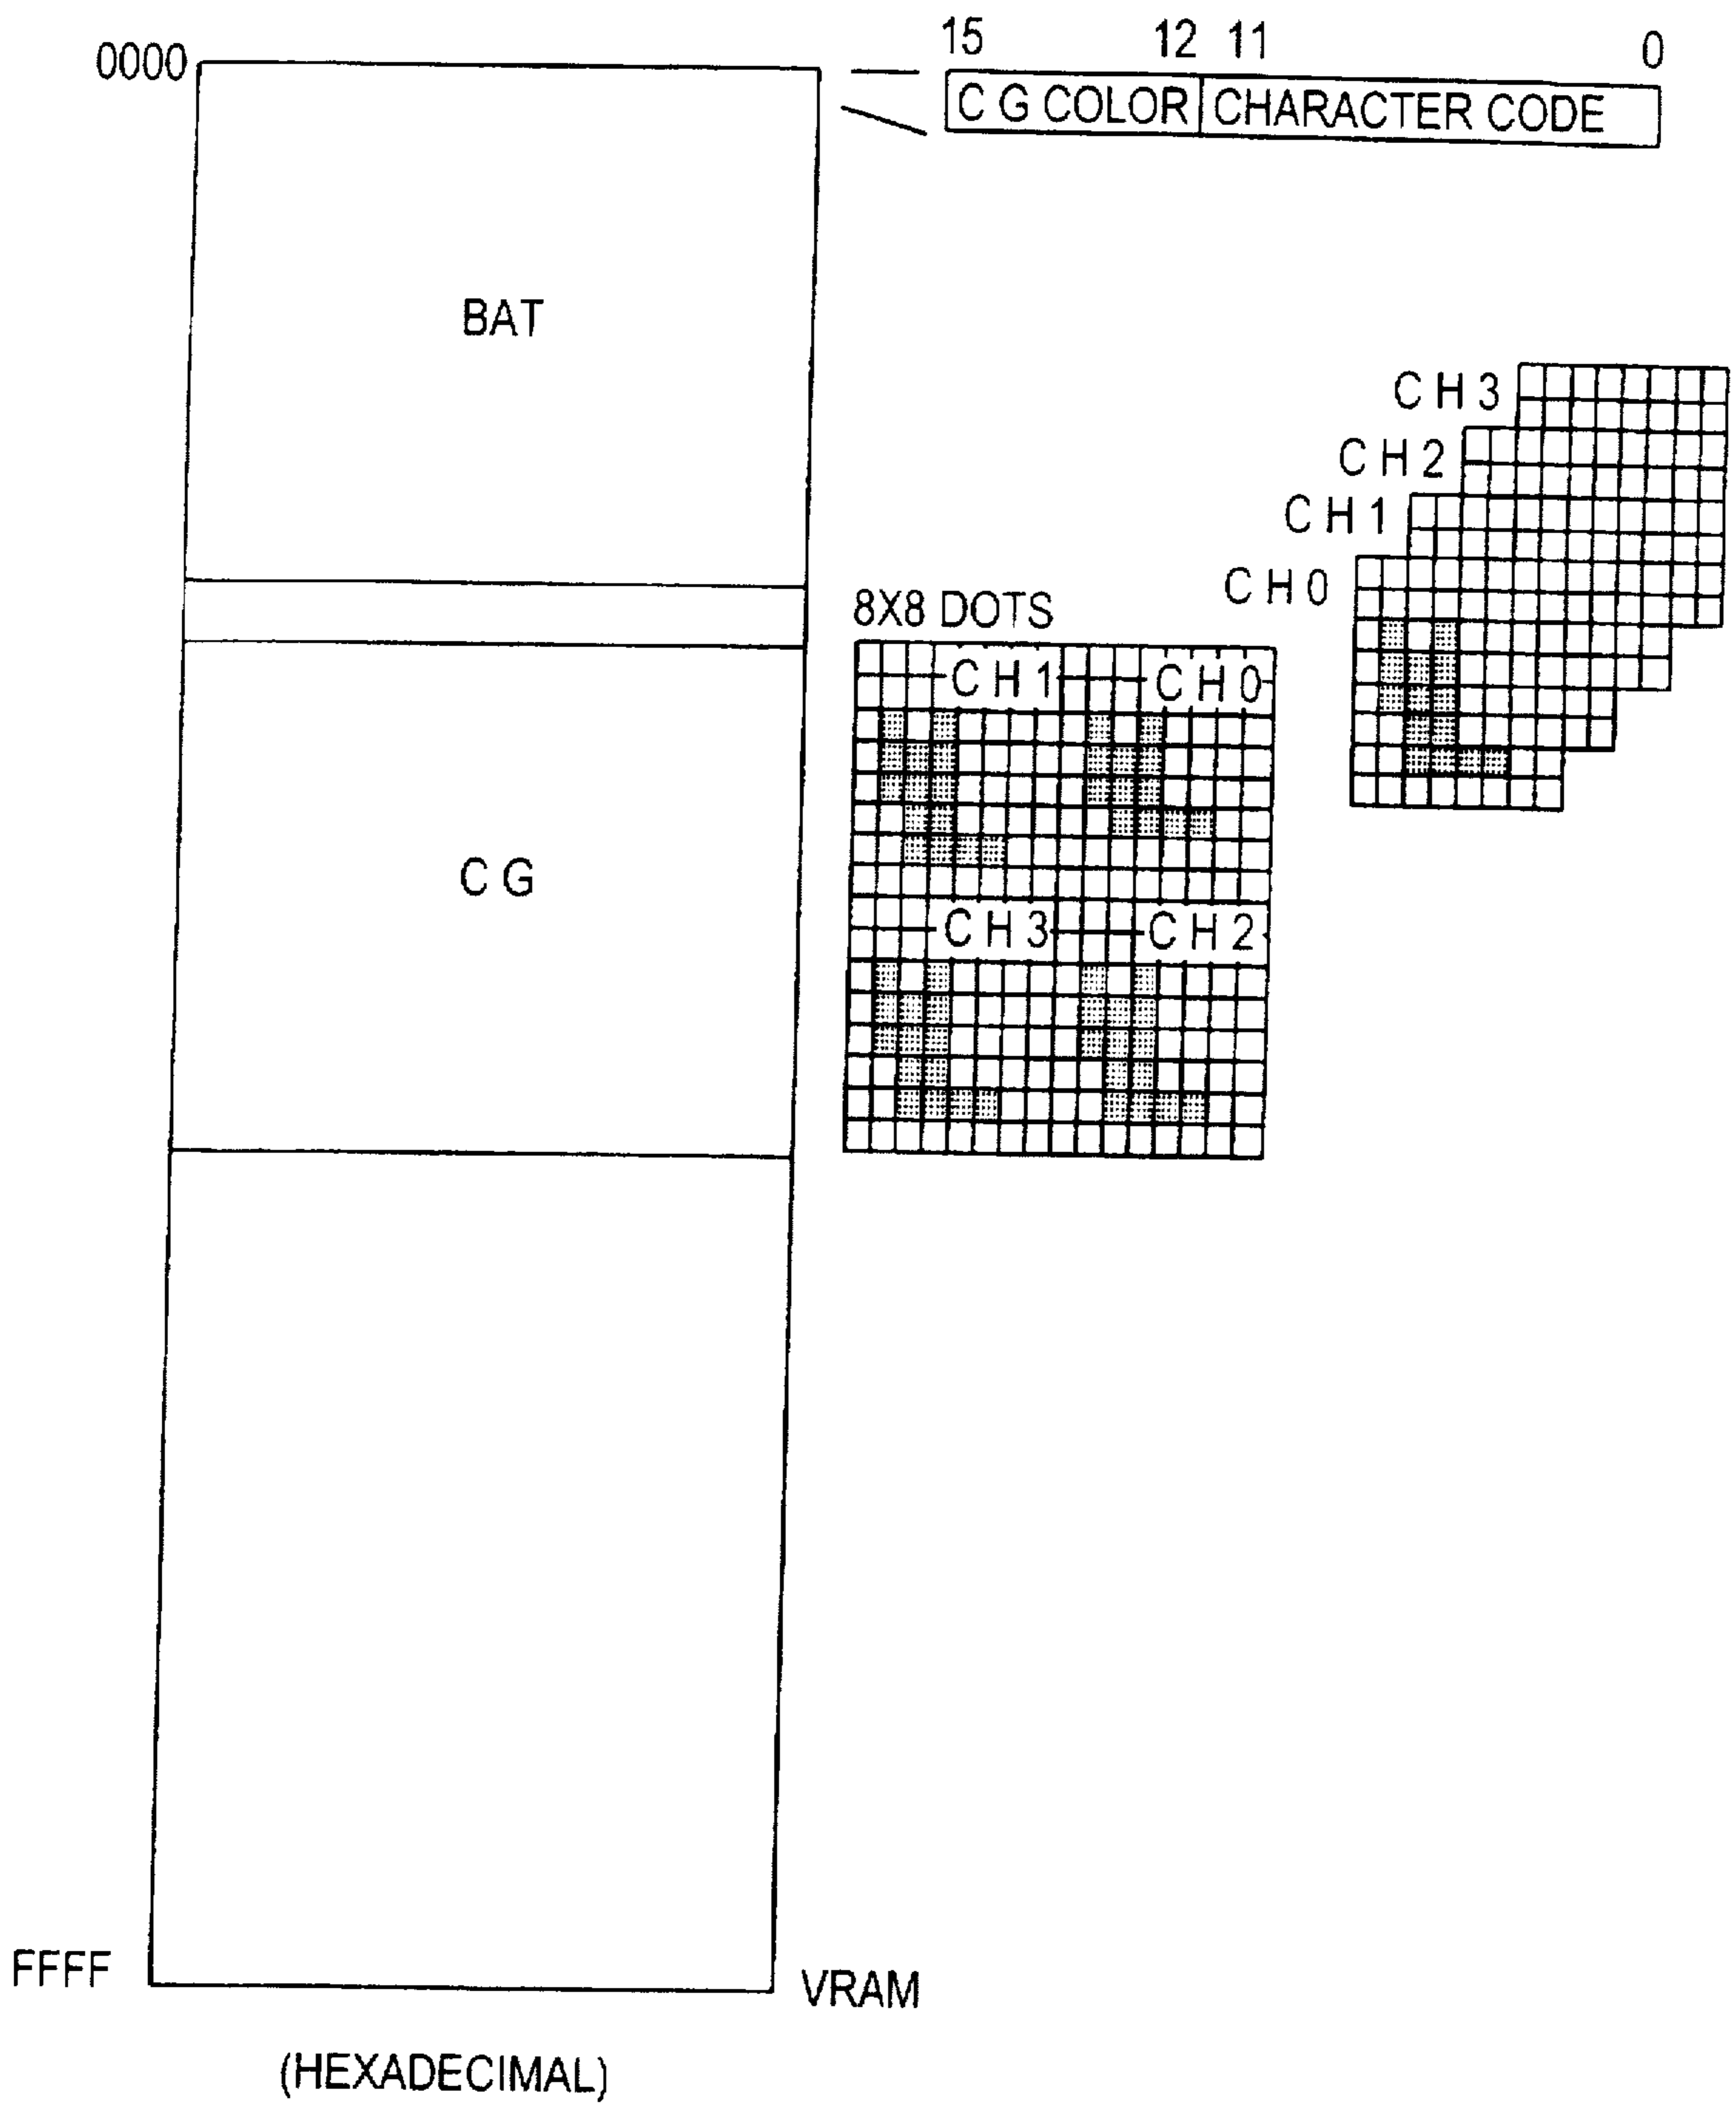 0000
15 12 11 0
C G COLOR CHARACTER CODE
BAT
C H 3
C H 2
C H 1
C H 0
8X8 DOTS
C H 1 C H 0
C G
C H 3 C H 2
FFFF
VRAM
(HEXADECIMAL)